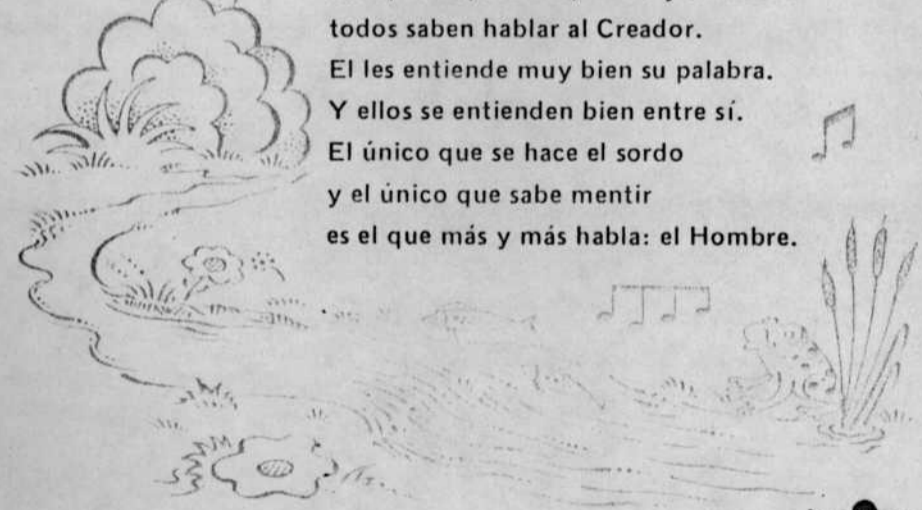 todos saben hablar al Creador.
El les entiende muy bien su palabra.
Y ellos se entienden bien entre sí.
El único que se hace el sordo
y el único que sabe mentir
es el que más y más habla: el Hombre.